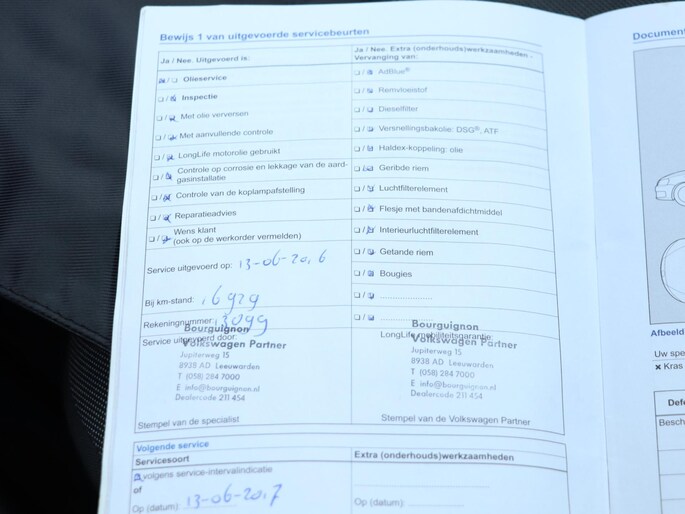 Bewijs 1 van uitgevoerde servicebeurten
Ja / Nee. Uitgevoerd is:
Olieservice
Inspectie
Met olie verversen
Met aanvullende controle
LongLife motorolie gebruikt
Controle op corrosie en lekkage van de aard-
gasinstallatie
Controle van de koplampafstelling
Reparatieadvies
Wens klant
(ook op de werkorder vermelden)
Service uitgevoerd op: 13-06-2016
Bij km-stand: 16929
Rekeningnummer: 3099
Service uitgevoerd door:
Bourguignon
Volkswagen Partner
Jupiterweg 15
8938 AD Leeuwarden
T (058) 284 7000
E info@bourguignon.nl
Dealercode 211 454
Stempel van de specialist
Ja / Nee. Extra (onderhouds)werkzaamheden -
Vervanging van:
AdBlue®
Remvloeistof
Dieselfilter
Versnellingsbakolie: DSG®, ATF
Haldex-koppeling: olie
Geribde riem
Luchtfilterelement
Flesje met bandenafdichtmiddel
Interieurluchtfilterelement
Getande riem
Bougies
LongLife mobiliteitsgarantie:
Bourguignon
Volkswagen Partner
Jupiterweg 15
8938 AD Leeuwarden
T (058) 284 7000
E info@bourguignon.nl
Dealercode 211 454
Stempel van de Volkswagen Partner
Volgende service
Servicesoort
volgens service-intervalindicatie
of
Op (datum): 13-06-2017
Extra (onderhouds)werkzaamheden
Op (datum):
Document
Afbeeld
Uw spe
x Kras
Defe
Besch